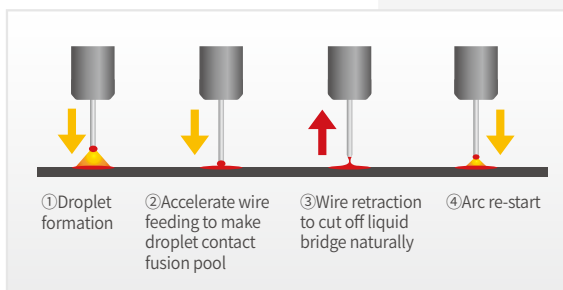 ①Droplet
formation
②Accelerate wire
feeding to make
droplet contact
fusion pool
③Wire retraction
to cut off liquid
bridge naturally
④Arc re-start